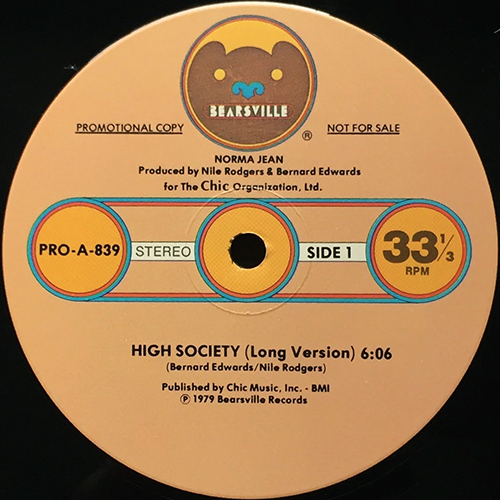 BEARSVILLE
®
PROMOTIONAL COPY NOT FOR SALE
NORMA JEAN
Produced by Nile Rodgers & Bernard Edwards
for The Chic Organization, Ltd.
PRO-A-839 STEREO SIDE 1 33 1/3
RPM
HIGH SOCIETY (Long Version) 6:06
(Bernard Edwards/Nile Rodgers)
Published by Chic Music, Inc. - BMI
℗ 1979 Bearsville Records